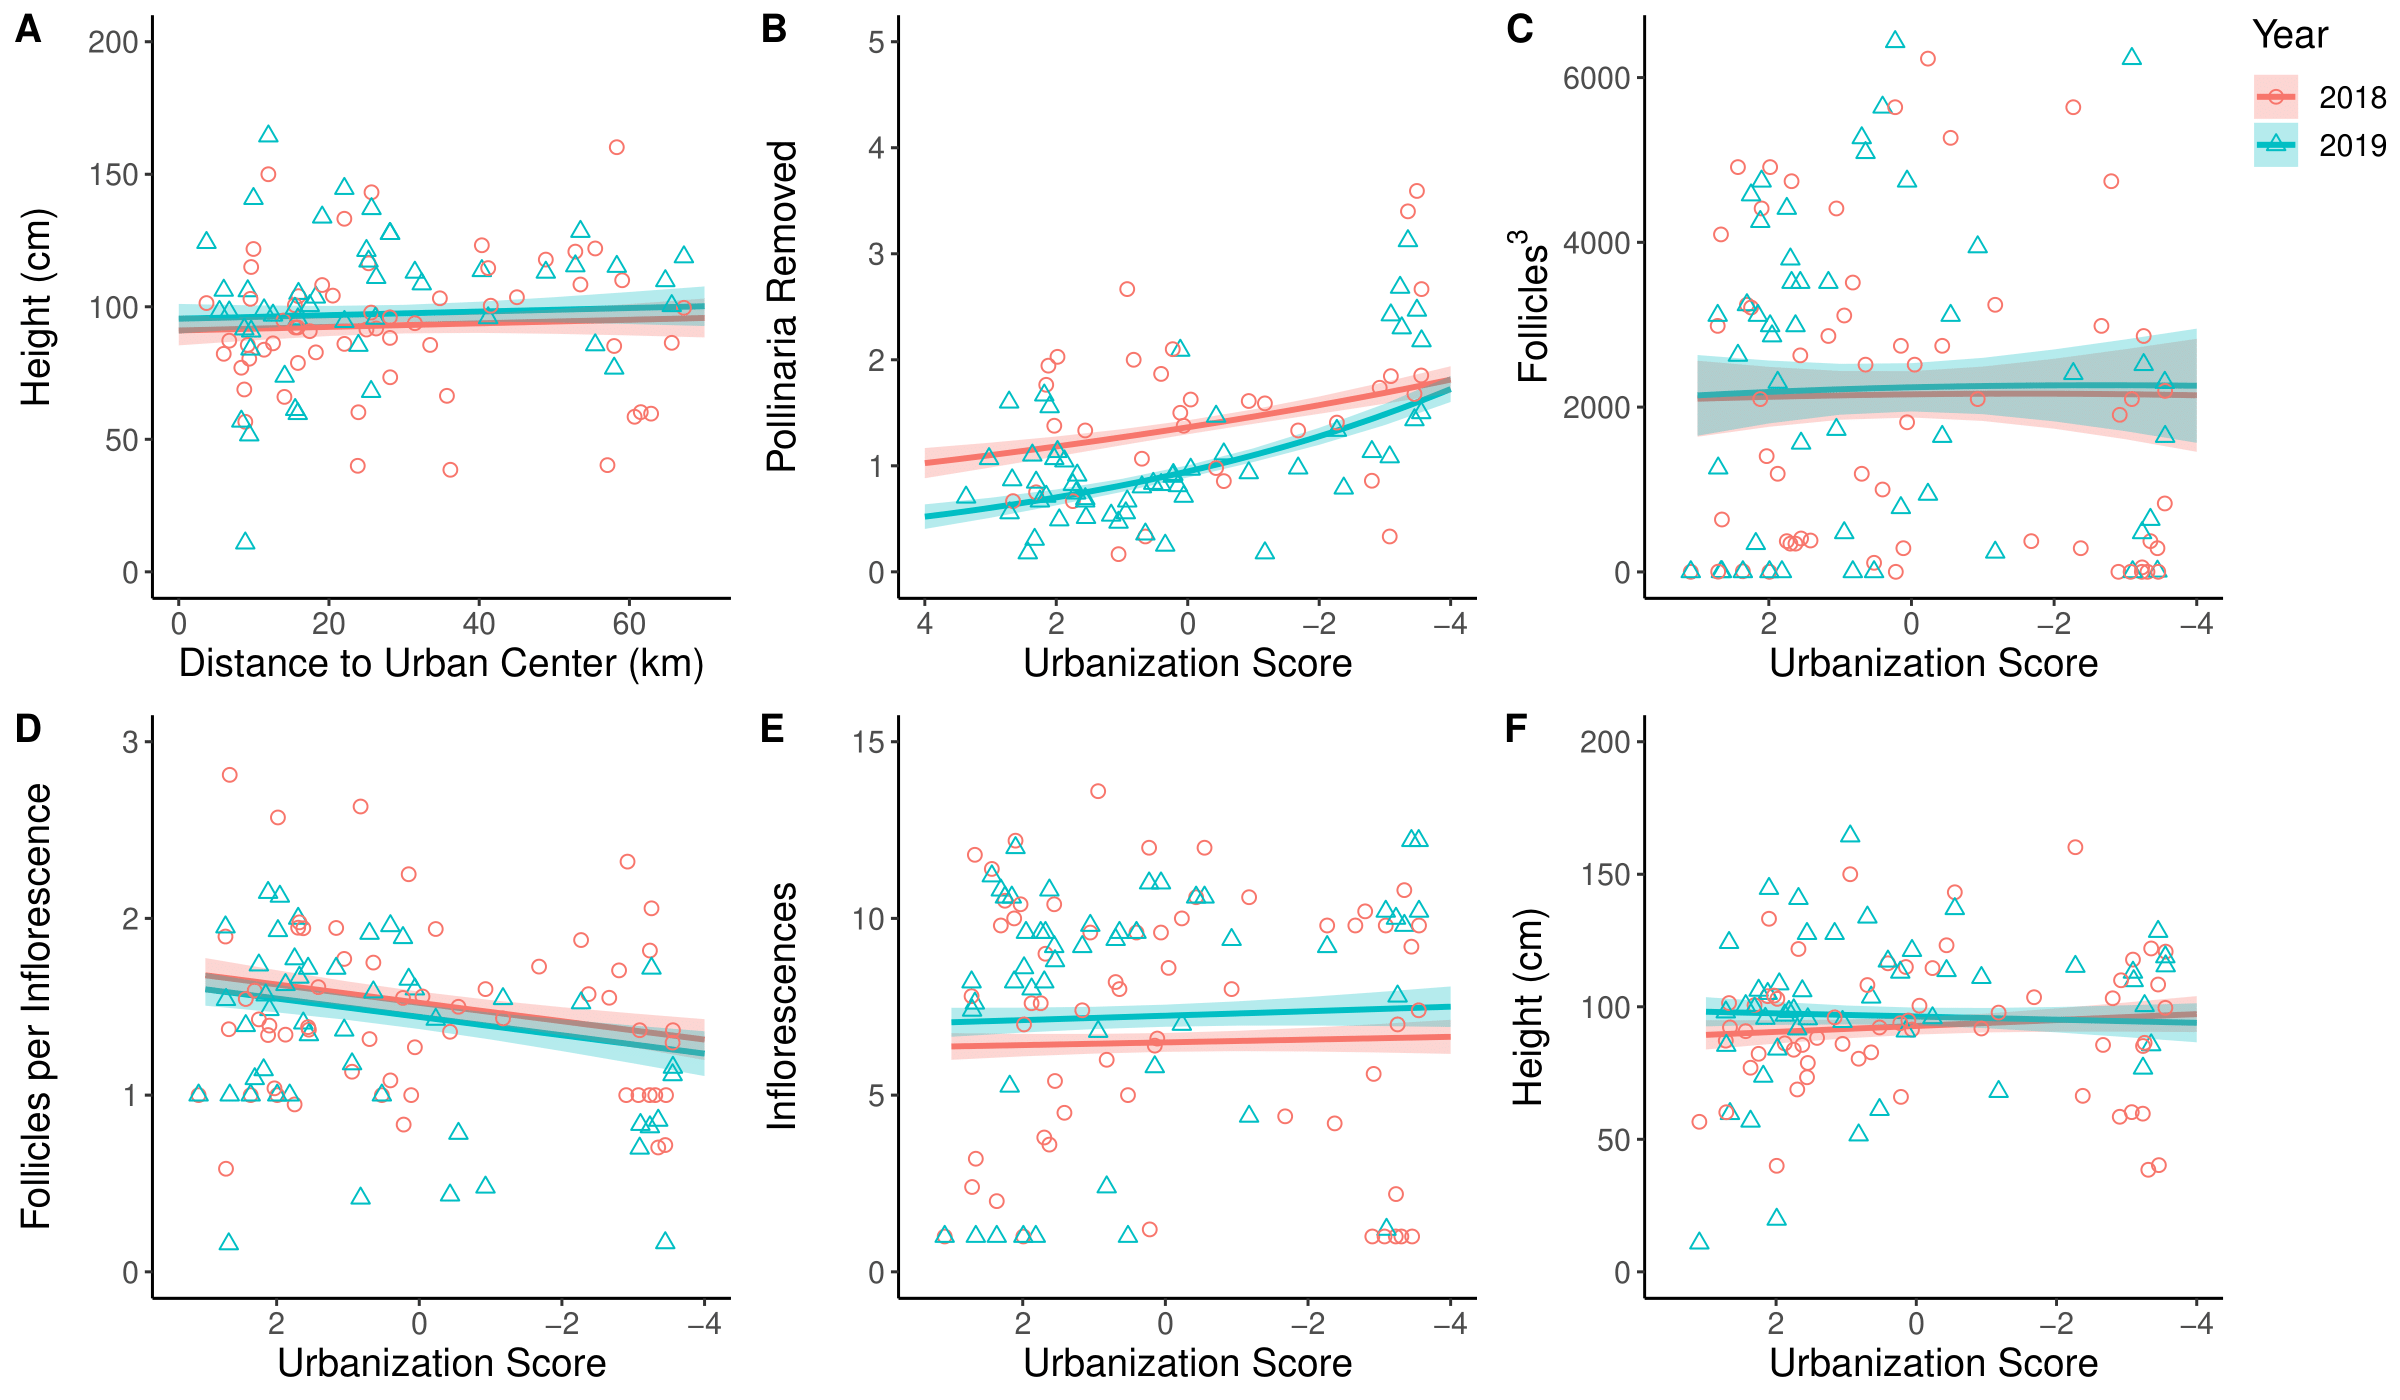 A
B
C
Year
2018
2019
Height (cm)
200
150
100
50
0
0 20 40 60
Distance to Urban Center (km)
Pollinaria Removed
5
4
3
2
1
0
4 2 0 −2 −4
Urbanization Score
Follicles³
6000
4000
2000
0
2 0 −2 −4
Urbanization Score
D
E
F
Follicles per Inflorescence
3
2
1
0
2 0 −2 −4
Urbanization Score
Inflorescences
15
10
5
0
2 0 −2 −4
Urbanization Score
Height (cm)
200
150
100
50
0
2 0 −2 −4
Urbanization Score